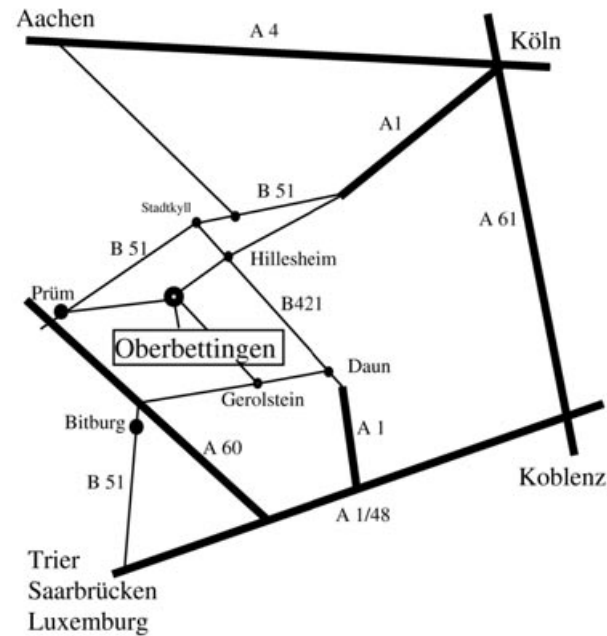 Aachen
A 4
Köln
A1
B 51
Stadtkyll
A 61
B 51
Hillesheim
Prüm
B421
Oberbettingen
Daun
Gerolstein
Bitburg
A 1
A 60
B 51
Koblenz
A 1/48
Trier
Saarbrücken
Luxemburg